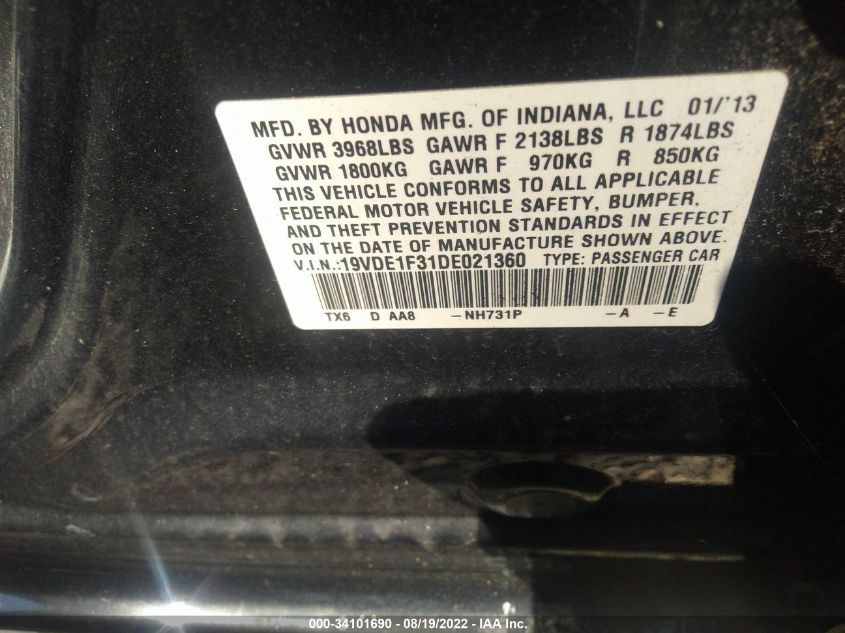 MFD. BY HONDA MFG. OF INDIANA, LLC 01/'13
GVWR 3968LBS GAWR F 2138LBS R 1874LBS
GVWR 1800KG GAWR F 970KG R 850KG
THIS VEHICLE CONFORMS TO ALL APPLICABLE
FEDERAL MOTOR VEHICLE SAFETY, BUMPER,
AND THEFT PREVENTION STANDARDS IN EFFECT
ON THE DATE OF MANUFACTURE SHOWN ABOVE.
V.I.N.:19VDE1F31DE021360 TYPE: PASSENGER CAR
TX6 D AA8 -NH731P -A -E
000-34101690 - 08/19/2022 - IAA Inc.